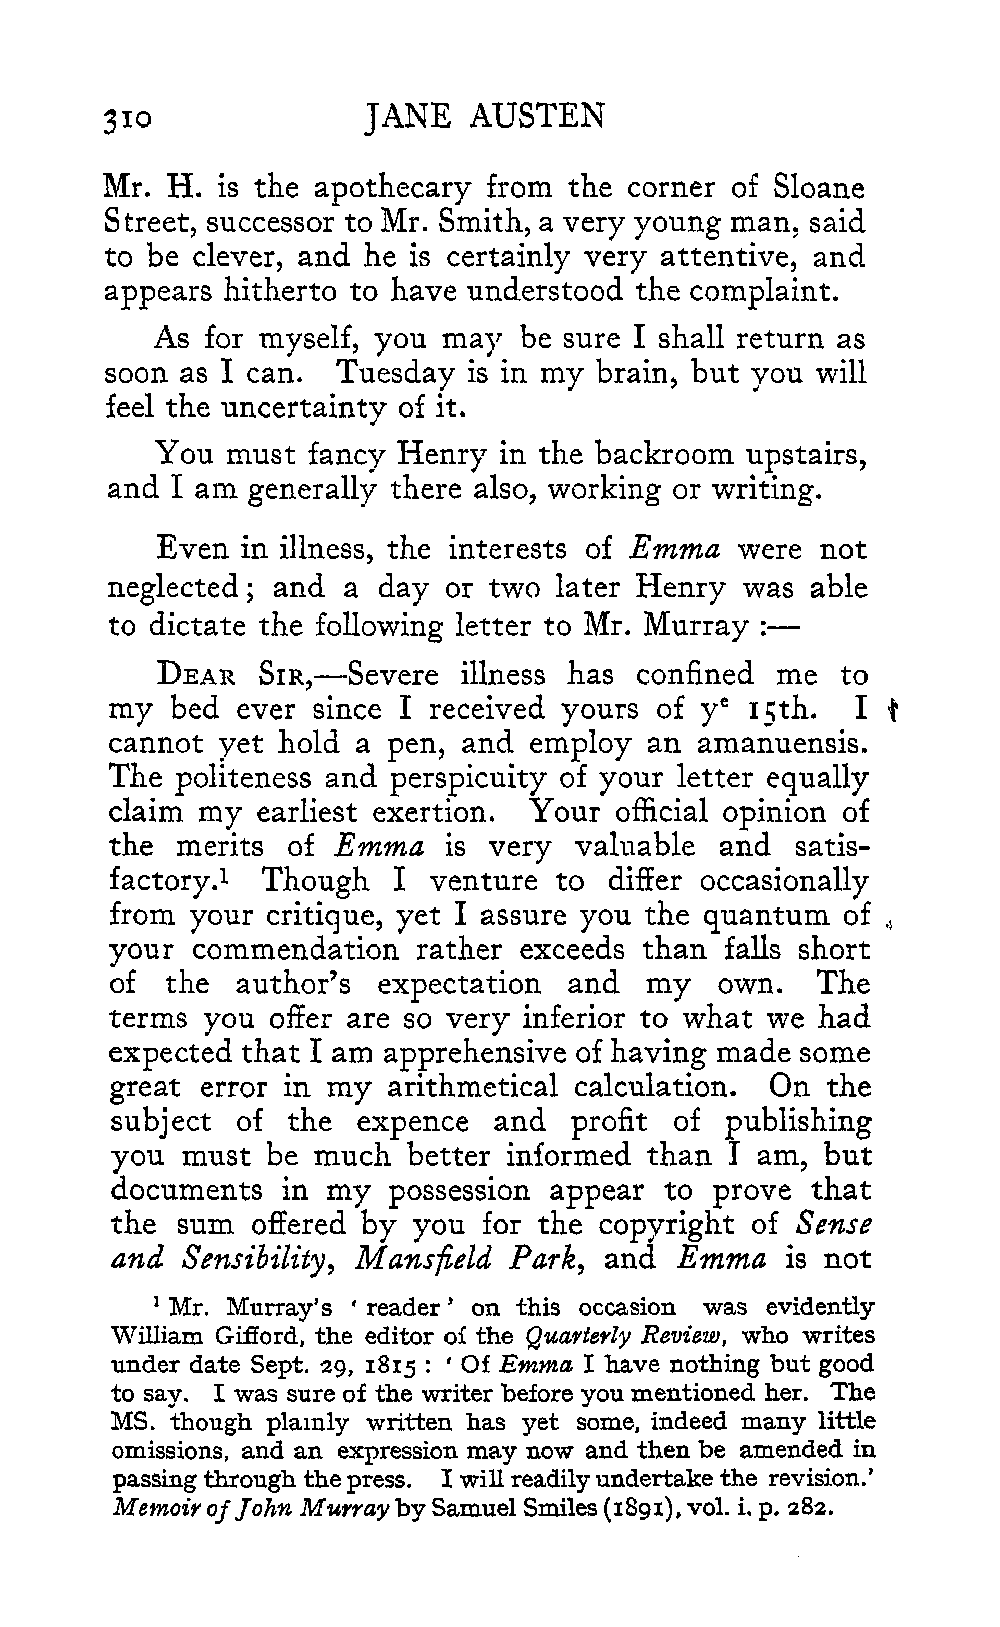 310 JANE AUSTEN
Mr. H. is the apothecary from the corner of Sloane
Street, successor to Mr. Smith, a very young man, said
to be clever, and he is certainly very attentive, and
appears hitherto to have understood the complaint.
As for myself, you may be sure I shall return as
soon as I can. Tuesday is in my brain, but you will
feel the uncertainty of it.
You must fancy Henry in the backroom upstairs,
and I am generally there also, working or writing.
Even in illness, the interests of Emma were not
neglected; and a day or two later Henry was able
to dictate the following letter to Mr. Murray :—
DEAR SIR,—Severe illness has confined me to
my bed ever since I received yours of yᵉ 15th. I
cannot yet hold a pen, and employ an amanuensis.
The politeness and perspicuity of your letter equally
claim my earliest exertion. Your official opinion of
the merits of Emma is very valuable and satis-
factory.¹ Though I venture to differ occasionally
from your critique, yet I assure you the quantum of
your commendation rather exceeds than falls short
of the author's expectation and my own. The
terms you offer are so very inferior to what we had
expected that I am apprehensive of having made some
great error in my arithmetical calculation. On the
subject of the expence and profit of publishing
you must be much better informed than I am, but
documents in my possession appear to prove that
the sum offered by you for the copyright of Sense
and Sensibility, Mansfield Park, and Emma is not
¹ Mr. Murray's ' reader ' on this occasion was evidently
William Gifford, the editor of the Quarterly Review, who writes
under date Sept. 29, 1815 : ' Of Emma I have nothing but good
to say. I was sure of the writer before you mentioned her. The
MS. though plainly written has yet some, indeed many little
omissions, and an expression may now and then be amended in
passing through the press. I will readily undertake the revision.'
Memoir of John Murray by Samuel Smiles (1891), vol. i. p. 282.